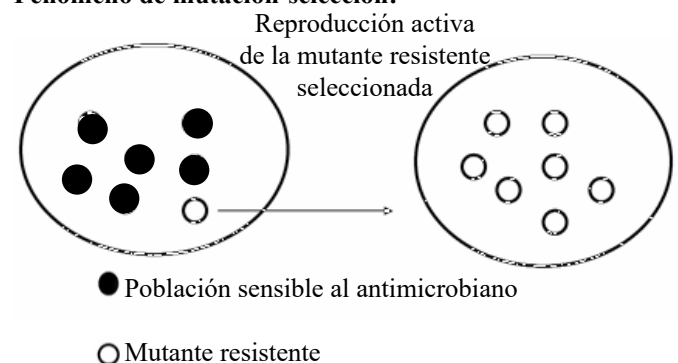 Fenómeno de mutación-selección:
Reproducción activa
de la mutante resistente
seleccionada
Población sensible al antimicrobiano
Mutante resistente